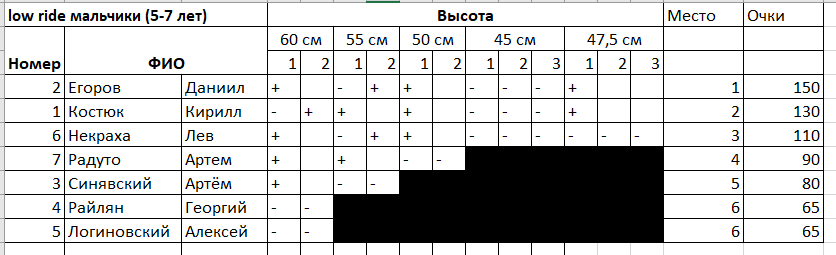 low ride мальчики (5-7 лет) Высота Место Очки
60 см 55 см 50 см 45 см 47,5 см
Номер ФИО 1 2 1 2 1 2 1 2 3 1 2 3
2 Егоров Даниил + - + + - - - + 1 150
1 Костюк Кирилл - + + + - - - + 2 130
6 Некраха Лев + - + + - - - - - - 3 110
7 Радуто Артем + + - - 4 90
3 Синявский Артём + - - 5 80
4 Райлян Георгий - - 6 65
5 Логиновский Алексей - - 6 65